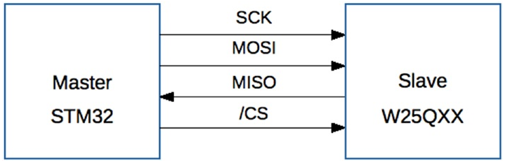 SCK
MOSI
MISO
/CS
Master
STM32
Slave
W25QXX